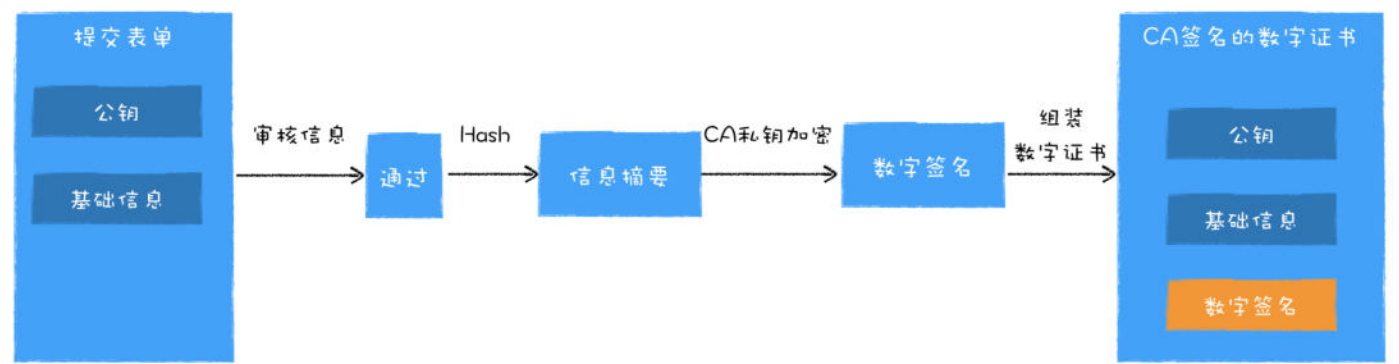 提交表单
公钥
基础信息
审核信息
通过
Hash
信息摘要
CA私钥加密
数字签名
组装
数字证书
CA签名的数字证书
公钥
基础信息
数字签名